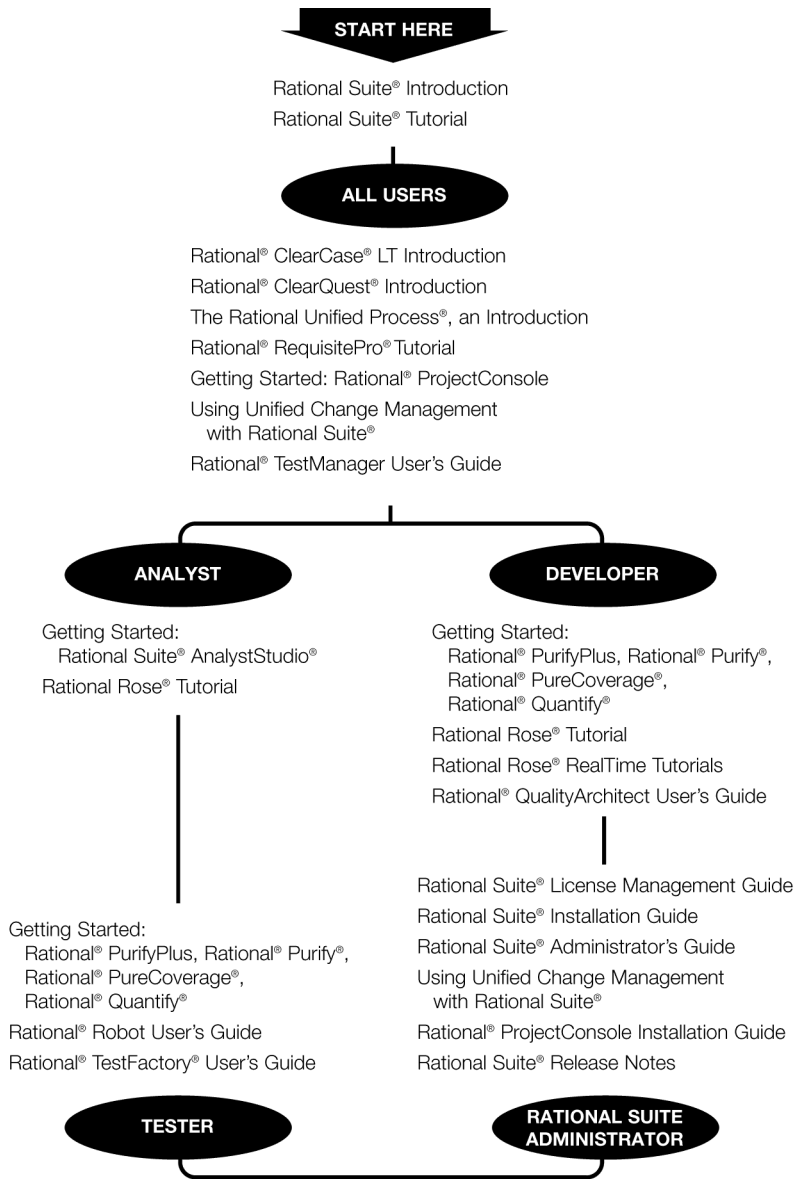 START HERE
Rational Suite® Introduction
Rational Suite® Tutorial
ALL USERS
Rational® ClearCase® LT Introduction
Rational® ClearQuest® Introduction
The Rational Unified Process®, an Introduction
Rational® RequisitePro® Tutorial
Getting Started: Rational® ProjectConsole
Using Unified Change Management
with Rational Suite®
Rational® TestManager User's Guide
ANALYST
Getting Started:
Rational Suite® AnalystStudio®
Rational Rose® Tutorial
DEVELOPER
Getting Started:
Rational® PurifyPlus, Rational® Purify®,
Rational® PureCoverage®,
Rational® Quantify®
Rational Rose® Tutorial
Rational Rose® RealTime Tutorials
Rational® QualityArchitect User's Guide
Getting Started:
Rational® PurifyPlus, Rational® Purify®,
Rational® PureCoverage®,
Rational® Quantify®
Rational® Robot User's Guide
Rational® TestFactory® User's Guide
TESTER
Rational Suite® License Management Guide
Rational Suite® Installation Guide
Rational Suite® Administrator's Guide
Using Unified Change Management
with Rational Suite®
Rational® ProjectConsole Installation Guide
Rational Suite® Release Notes
RATIONAL SUITE
ADMINISTRATOR